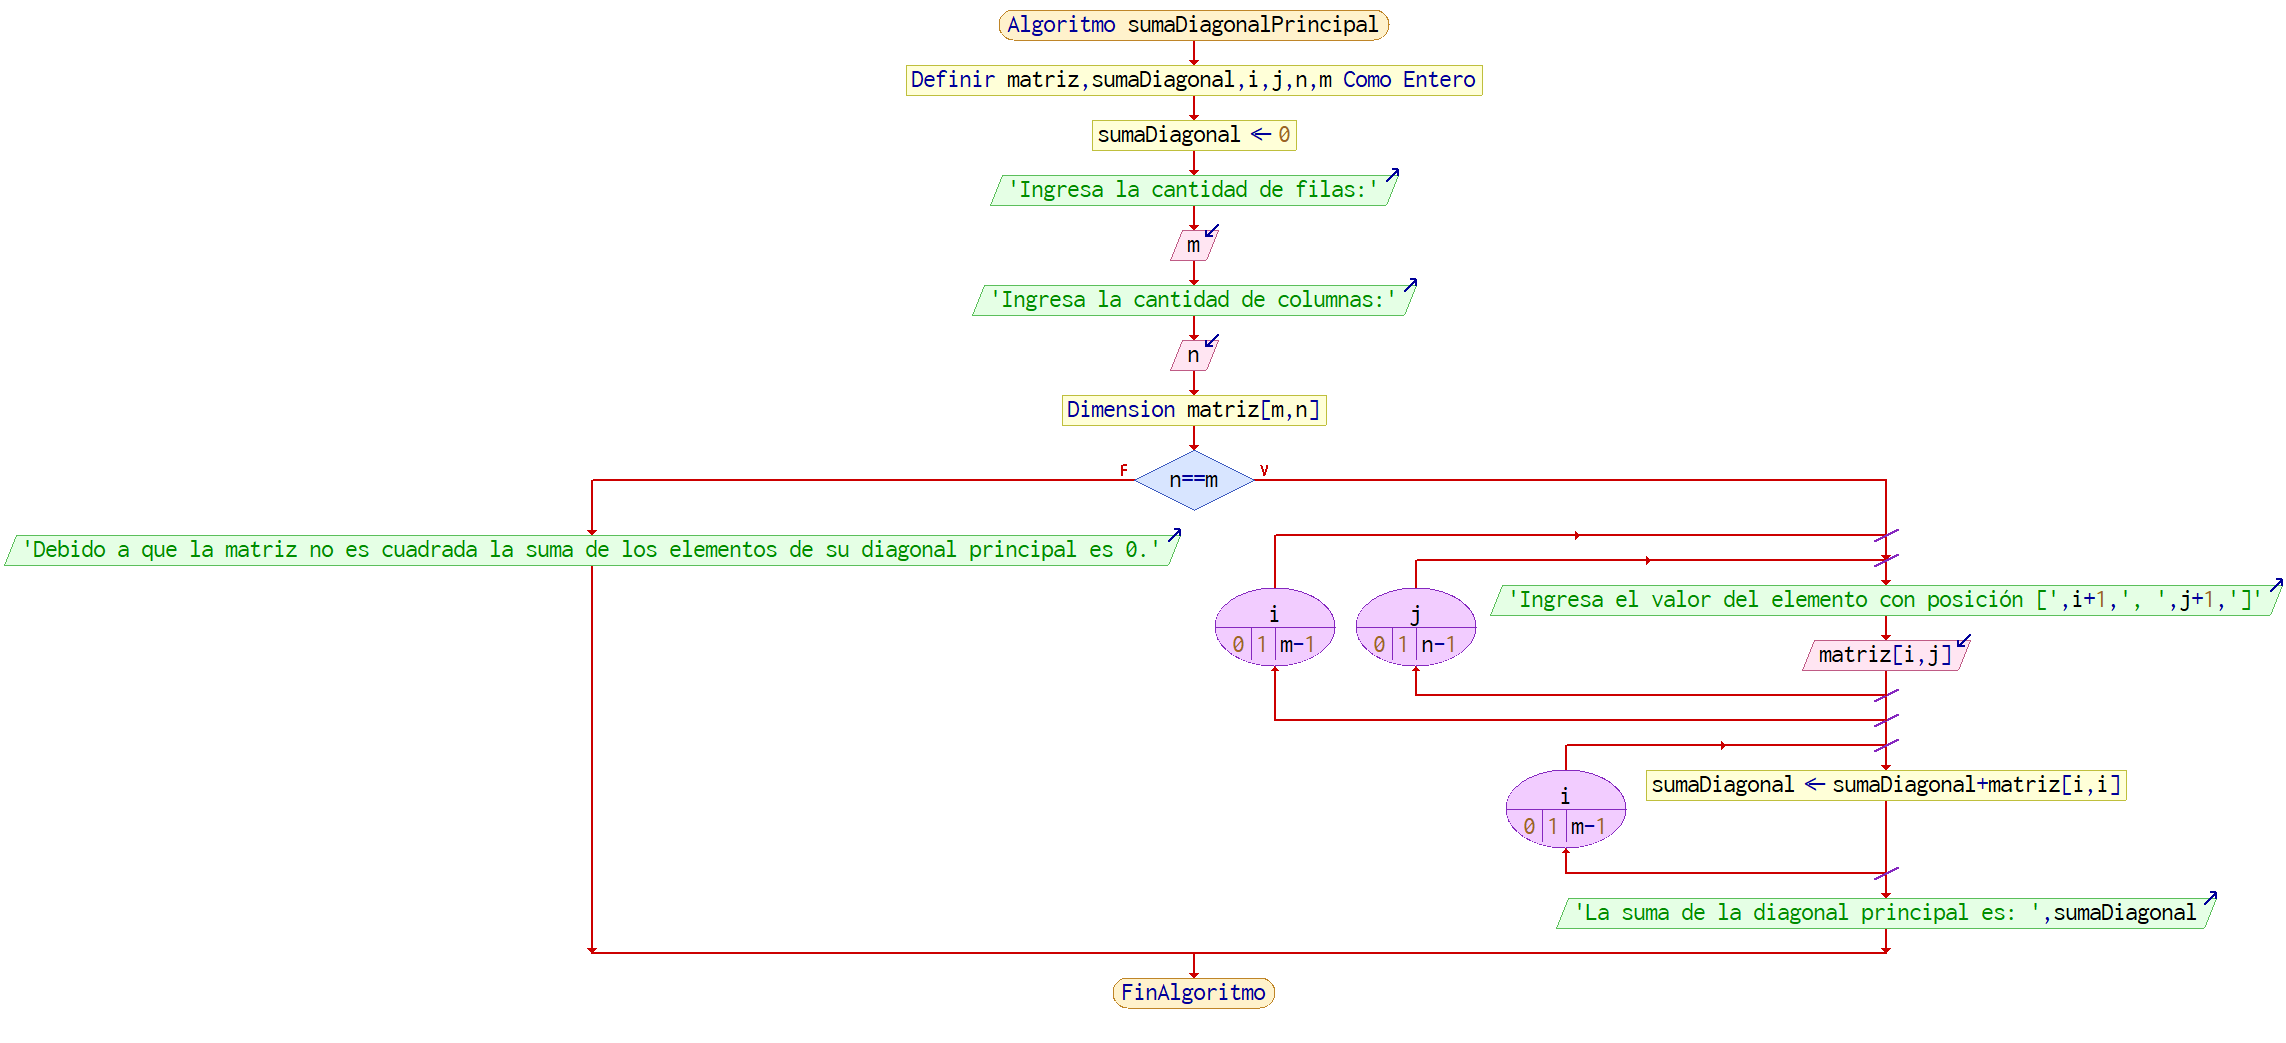 Algoritmo sumaDiagonalPrincipal
Definir matriz,sumaDiagonal,i,j,n,m Como Entero
sumaDiagonal ← 0
'Ingresa la cantidad de filas:'
m
'Ingresa la cantidad de columnas:'
n
Dimension matriz[m,n]
n==m
F
V
'Debido a que la matriz no es cuadrada la suma de los elementos de su diagonal principal es 0.'
i
0 1 m-1
j
0 1 n-1
'Ingresa el valor del elemento con posición [',i+1,', ',j+1,']'
matriz[i,j]
i
0 1 m-1
sumaDiagonal ← sumaDiagonal+matriz[i,i]
'La suma de la diagonal principal es: ',sumaDiagonal
FinAlgoritmo